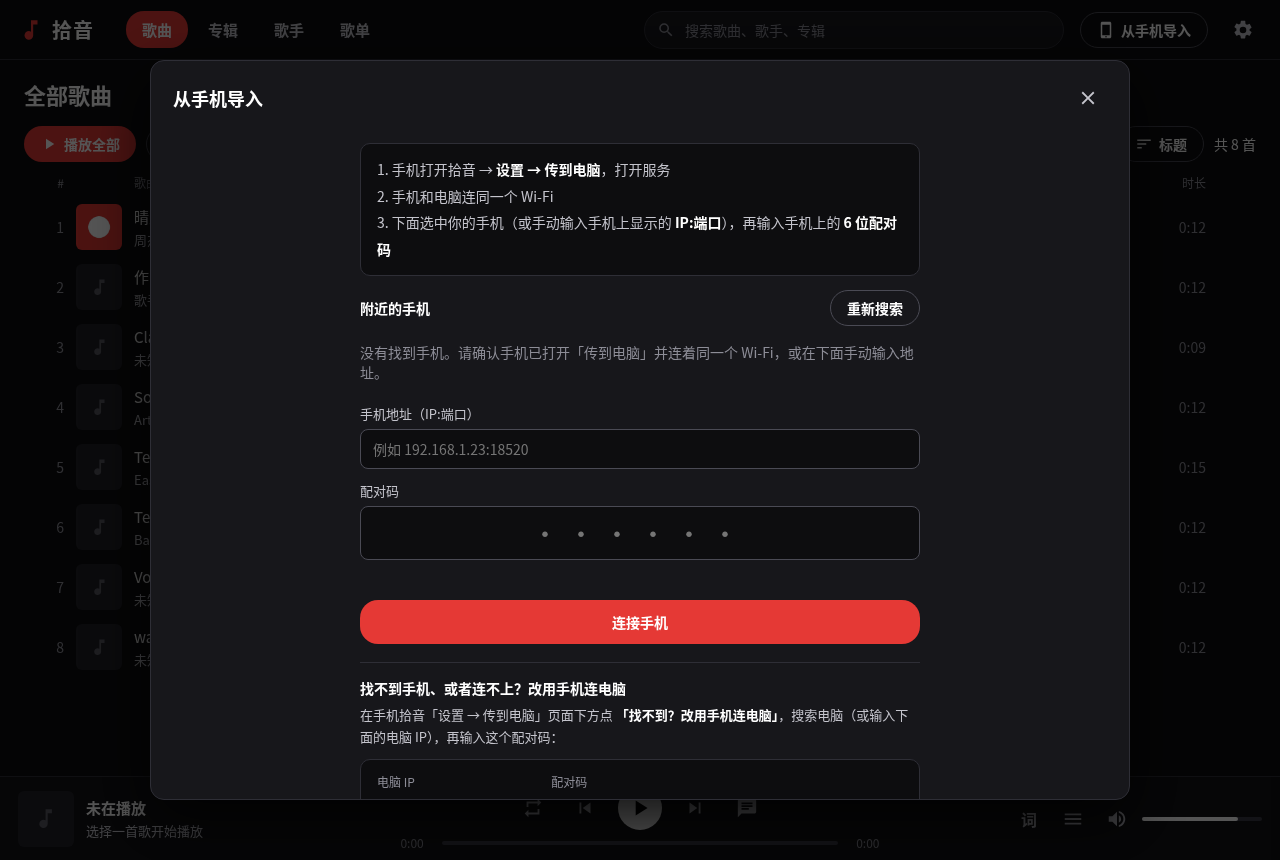 拾音
歌曲
专辑
歌手
歌单
搜索歌曲、歌手、专辑
从手机导入
全部歌曲
播放全部
标题
共 8 首
#
时长
1
0:12
2
0:12
3
0:09
4
0:12
5
0:15
6
0:12
7
0:12
8
0:12
从手机导入
1. 手机打开拾音 → 设置 → 传到电脑，打开服务
2. 手机和电脑连同一个 Wi-Fi
3. 下面选中你的手机（或手动输入手机上显示的 IP:端口），再输入手机上的 6 位配对
码
附近的手机
重新搜索
没有找到手机。请确认手机已打开「传到电脑」并连着同一个 Wi-Fi，或在下面手动输入地
址。
手机地址（IP:端口）
例如 192.168.1.23:18520
配对码
••••••
连接手机
找不到手机、或者连不上？改用手机连电脑
在手机拾音「设置 → 传到电脑」页面下方点 「找不到？改用手机连电脑」，搜索电脑（或输入下
面的电脑 IP），再输入这个配对码：
电脑 IP
配对码
未在播放
选择一首歌开始播放
0:00
0:00
词